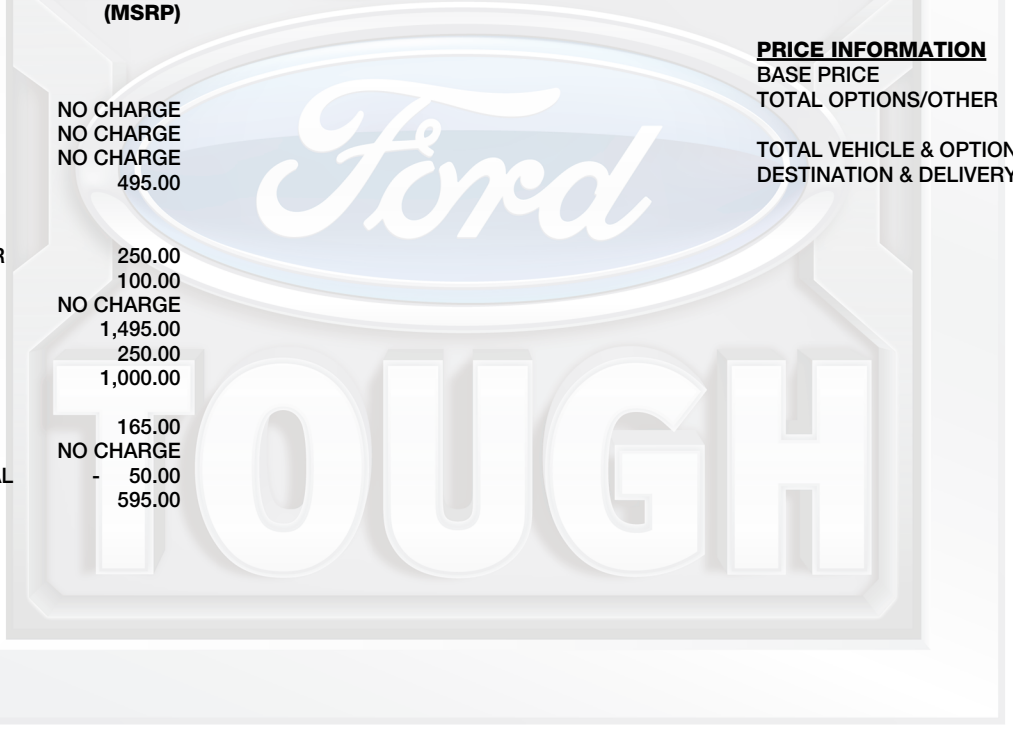 (MSRP)
NO CHARGE
NO CHARGE
NO CHARGE
495.00
R 250.00
100.00
NO CHARGE
1,495.00
250.00
1,000.00
165.00
NO CHARGE
AL - 50.00
595.00
PRICE INFORMATION
BASE PRICE
TOTAL OPTIONS/OTHER
TOTAL VEHICLE & OPTION
DESTINATION & DELIVERY
Ford
TOUGH